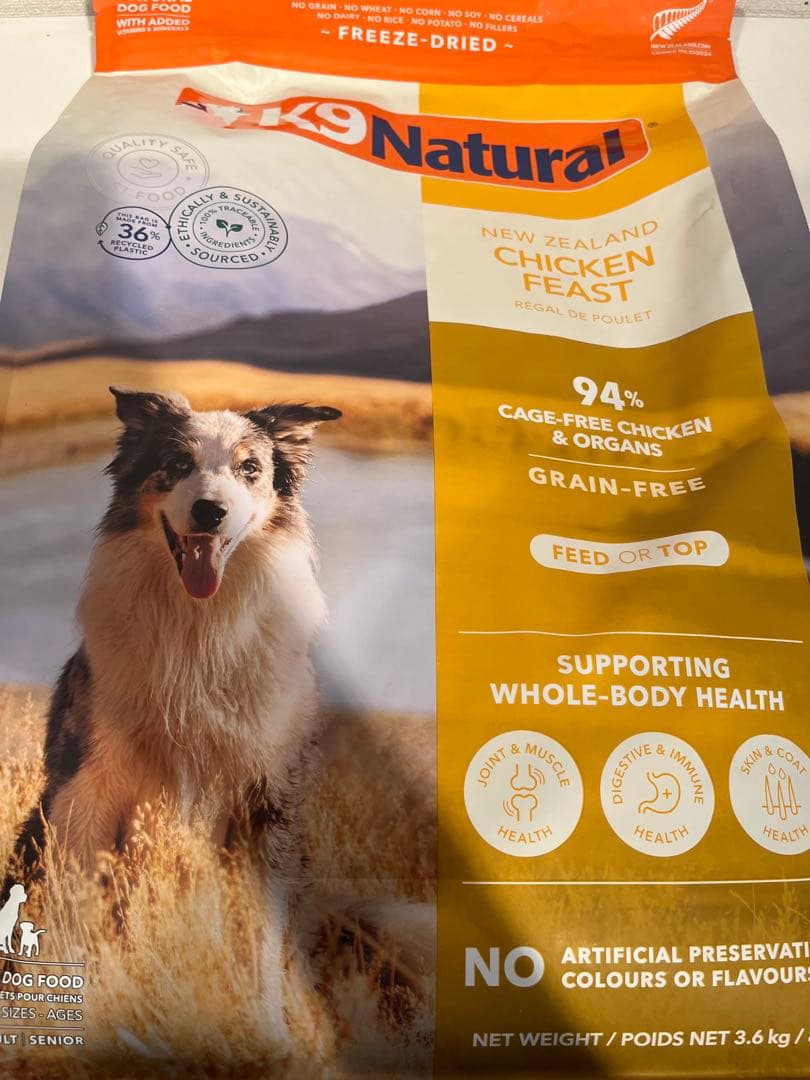 DOG FOOD
WITH ADDED
VITAMINS & MINERALS
NO GRAIN · NO WHEAT · NO CORN · NO SOY · NO CEREALS
NO DAIRY · NO RICE · NO POTATO · NO FILLERS
~ FREEZE-DRIED ~
K9 Natural®
QUALITY SAFE
PET FOOD
THIS BAG IS
MADE FROM
36%
RECYCLED
PLASTIC
ETHICALLY & SUSTAINABLY
100% TRACEABLE
INGREDIENTS
SOURCED
NEW ZEALAND
CHICKEN
FEAST
RÉGAL DE POULET
94%
CAGE-FREE CHICKEN
& ORGANS
GRAIN-FREE
FEED OR TOP
SUPPORTING
WHOLE-BODY HEALTH
JOINT & MUSCLE
HEALTH
DIGESTIVE & IMMUNE
HEALTH
SKIN & COAT
HEALTH
NO ARTIFICIAL PRESERVATI
COLOURS OR FLAVOURS
DOG FOOD
ETS POUR CHIENS
SIZES - AGES
ULT | SENIOR
NET WEIGHT / POIDS NET 3.6 kg /